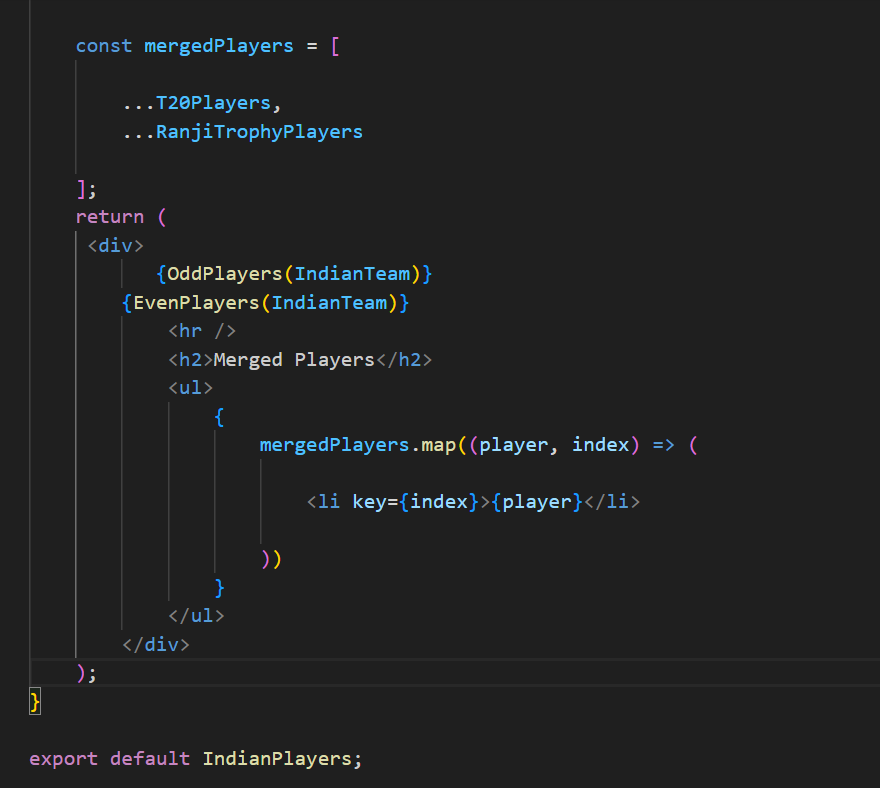 const mergedPlayers = [
...T20Players,
...RanjiTrophyPlayers
];
return (
<div>
{OddPlayers(IndianTeam)}
{EvenPlayers(IndianTeam)}
<hr />
<h2>Merged Players</h2>
<ul>
{
mergedPlayers.map((player, index) => (
<li key={index}>{player}</li>
))
}
</ul>
</div>
);
}
export default IndianPlayers;